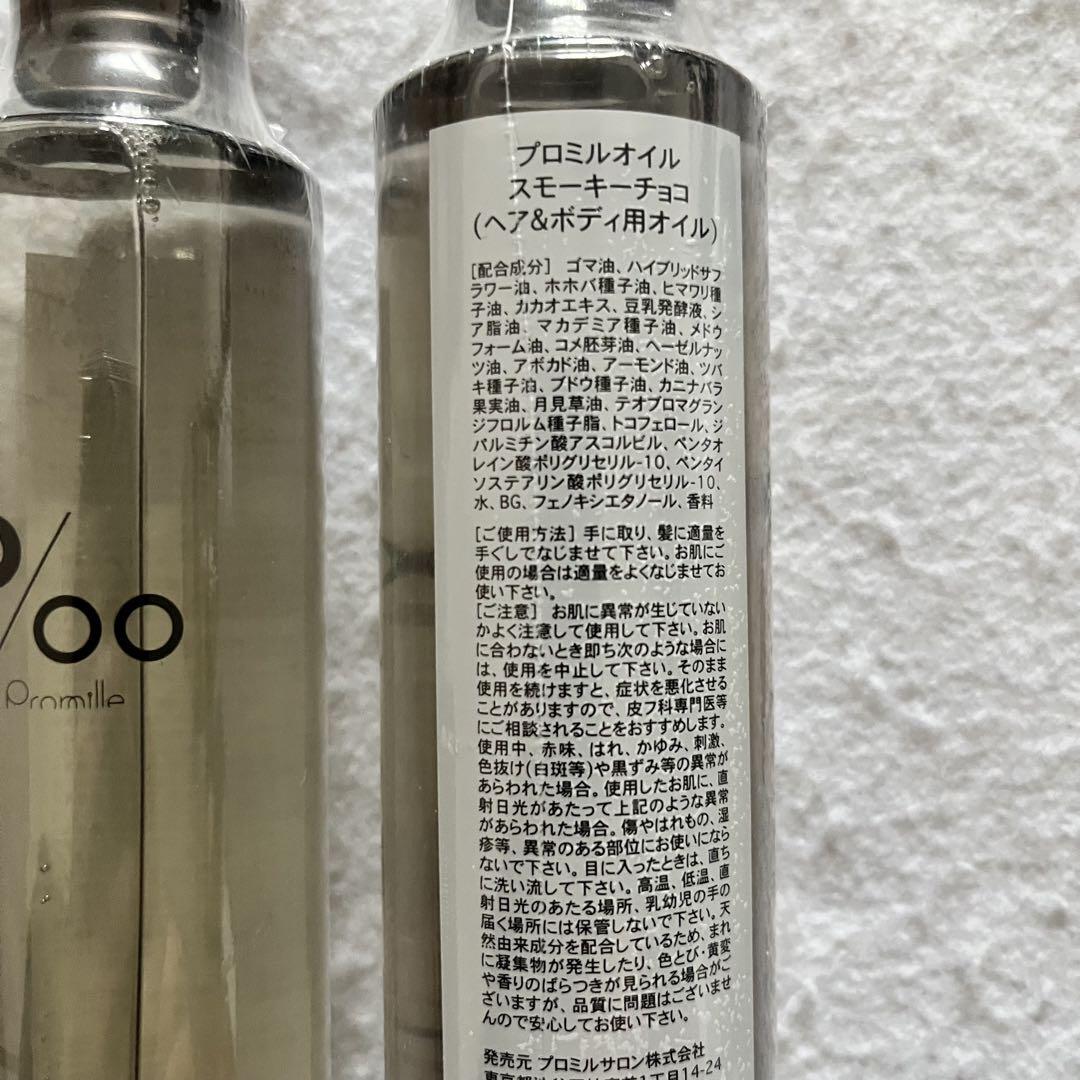 ‰
Promille
プロミルオイル
スモーキーチョコ
(ヘア&ボディ用オイル)
[配合成分] ゴマ油、ハイブリッドサフ
ラワー油、ホホバ種子油、ヒマワリ種
子油、カカオエキス、豆乳発酵液、シ
ア脂油、マカデミア種子油、メドウ
フォーム油、コメ胚芽油、ヘーゼルナッ
ツ油、アボカド油、アーモンド油、ツバ
キ種子油、ブドウ種子油、カニナバラ
果実油、月見草油、テオブロマグラン
ジフロルム種子脂、トコフェロール、ジ
パルミチン酸アスコルビル、ペンタオ
レイン酸ポリグリセリル-10、ペンタイ
ソステアリン酸ポリグリセリル-10、
水、BG、フェノキシエタノール、香料
[ご使用方法] 手に取り、髪に適量を
手ぐしでなじませて下さい。お肌にご
使用の場合は適量をよくなじませてお
使い下さい。
[ご注意] お肌に異常が生じていない
かよく注意して使用して下さい。お肌
に合わないとき即ち次のような場合に
は、使用を中止して下さい。そのまま
使用を続けますと、症状を悪化させる
ことがありますので、皮フ科専門医等
にご相談されることをおすすめします。
使用中、赤味、はれ、かゆみ、刺激、
色抜け(白斑等)や黒ずみ等の異常が
あらわれた場合。使用したお肌に、直
射日光があたって上記のような異常
があらわれた場合。傷やはれもの、湿
疹等、異常のある部位にお使いになら
ないで下さい。目に入ったときは、直ち
に洗い流して下さい。高温、低温、直
射日光のあたる場所、乳幼児の手の
届く場所には保管しないで下さい。天
然由来成分を配合しているため、まれ
に凝集物が発生したり、色とび・黄変
や香りのばらつきが見られる場合がご
ざいますが、品質に問題はございませ
んので安心してお使い下さい。
発売元 プロミルサロン株式会社
1丁目14-24